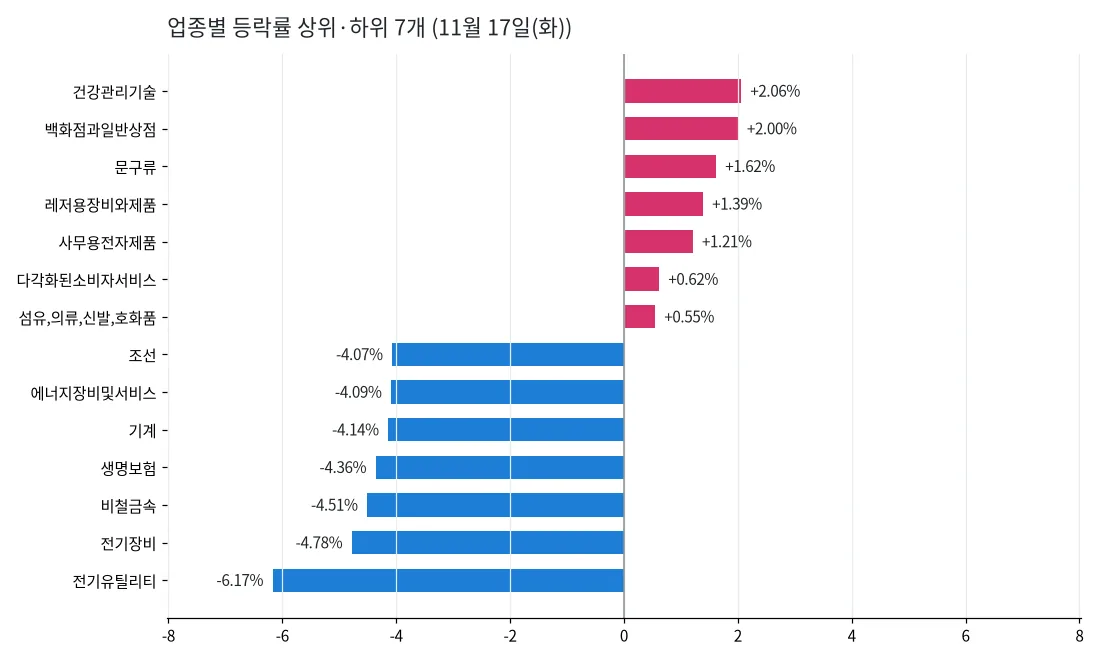 업종별 등락률 상위·하위 7개 (11월 17일(화))
건강관리기술 +2.06%
백화점과일반상점 +2.00%
문구류 +1.62%
레저용장비와제품 +1.39%
사무용전자제품 +1.21%
다각화된소비자서비스 +0.62%
섬유,의류,신발,호화품 +0.55%
조선 -4.07%
에너지장비및서비스 -4.09%
기계 -4.14%
생명보험 -4.36%
비철금속 -4.51%
전기장비 -4.78%
전기유틸리티 -6.17%
-8 -6 -4 -2 0 2 4 6 8